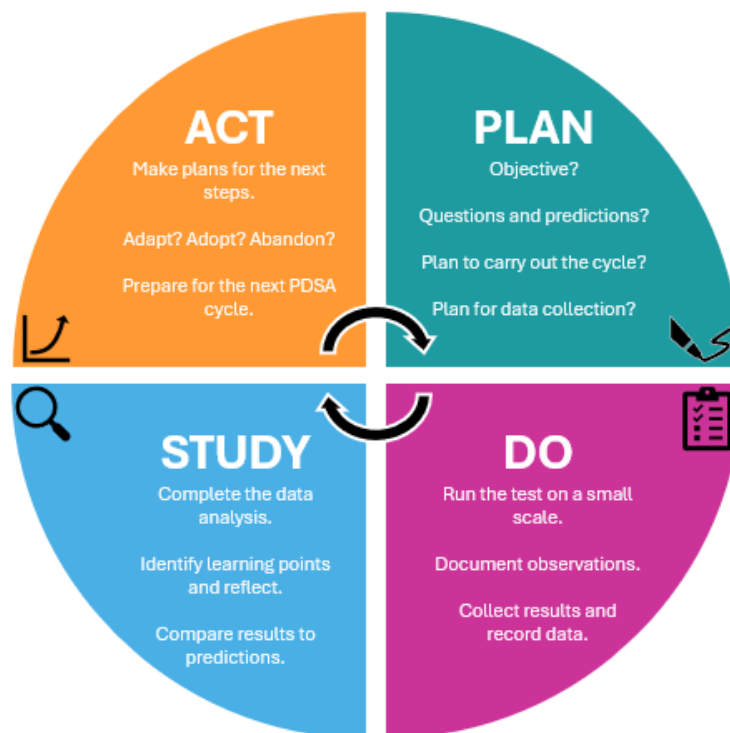 ACT
Make plans for the next
steps.
Adapt? Adopt? Abandon?
Prepare for the next PDSA
cycle.
PLAN
Objective?
Questions and predictions?
Plan to carry out the cycle?
Plan for data collection?
STUDY
Complete the data
analysis.
Identify learning points
and reflect.
Compare results to
predictions.
DO
Run the test on a small
scale.
Document observations.
Collect results and
record data.